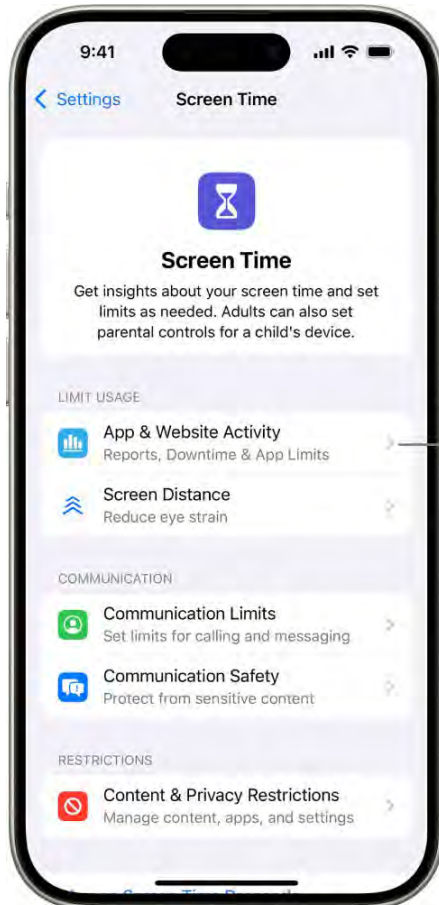 9:41
Settings
Screen Time
Screen Time
Get insights about your screen time and set
limits as needed. Adults can also set
parental controls for a child's device.
LIMIT USAGE
App & Website Activity
Reports, Downtime & App Limits
Screen Distance
Reduce eye strain
COMMUNICATION
Communication Limits
Set limits for calling and messaging
Communication Safety
Protect from sensitive content
RESTRICTIONS
Content & Privacy Restrictions
Manage content, apps, and settings